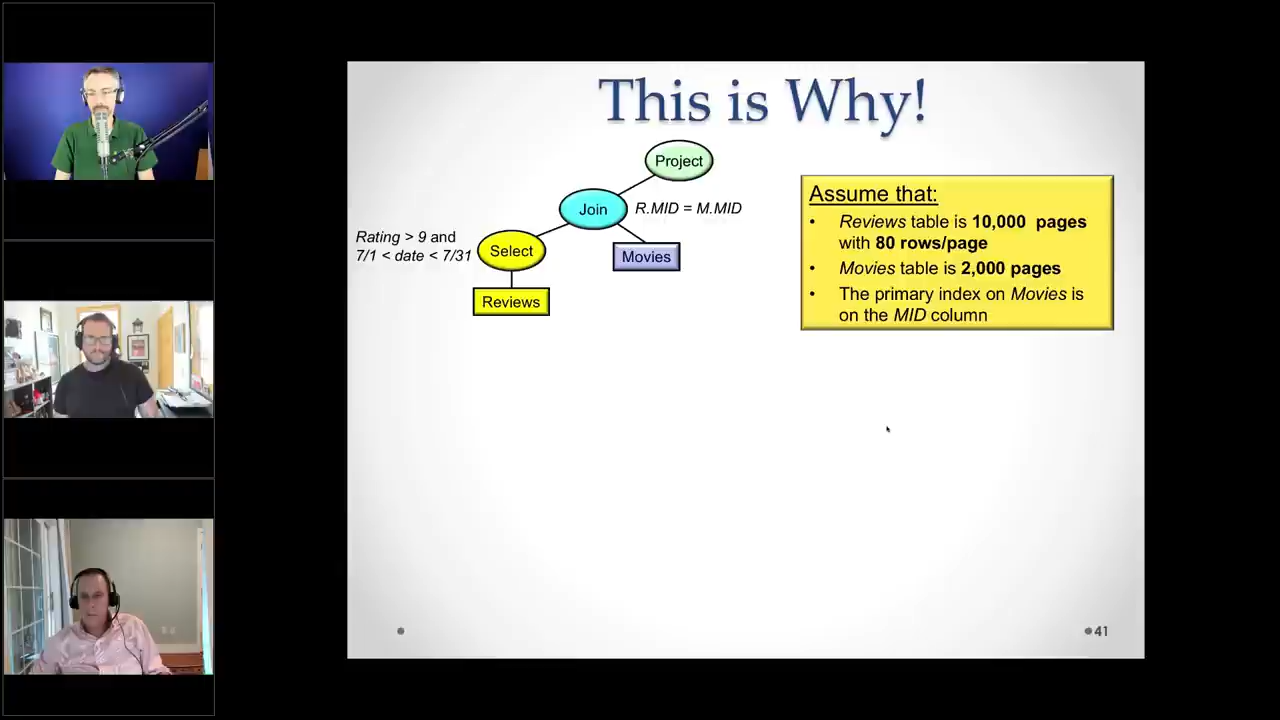 This is Why!
Project
Join
R.MID = M.MID
Rating > 9 and
7/1 < date < 7/31
Select
Movies
Reviews
Assume that:
• Reviews table is 10,000 pages
with 80 rows/page
• Movies table is 2,000 pages
• The primary index on Movies is
on the MID column
41